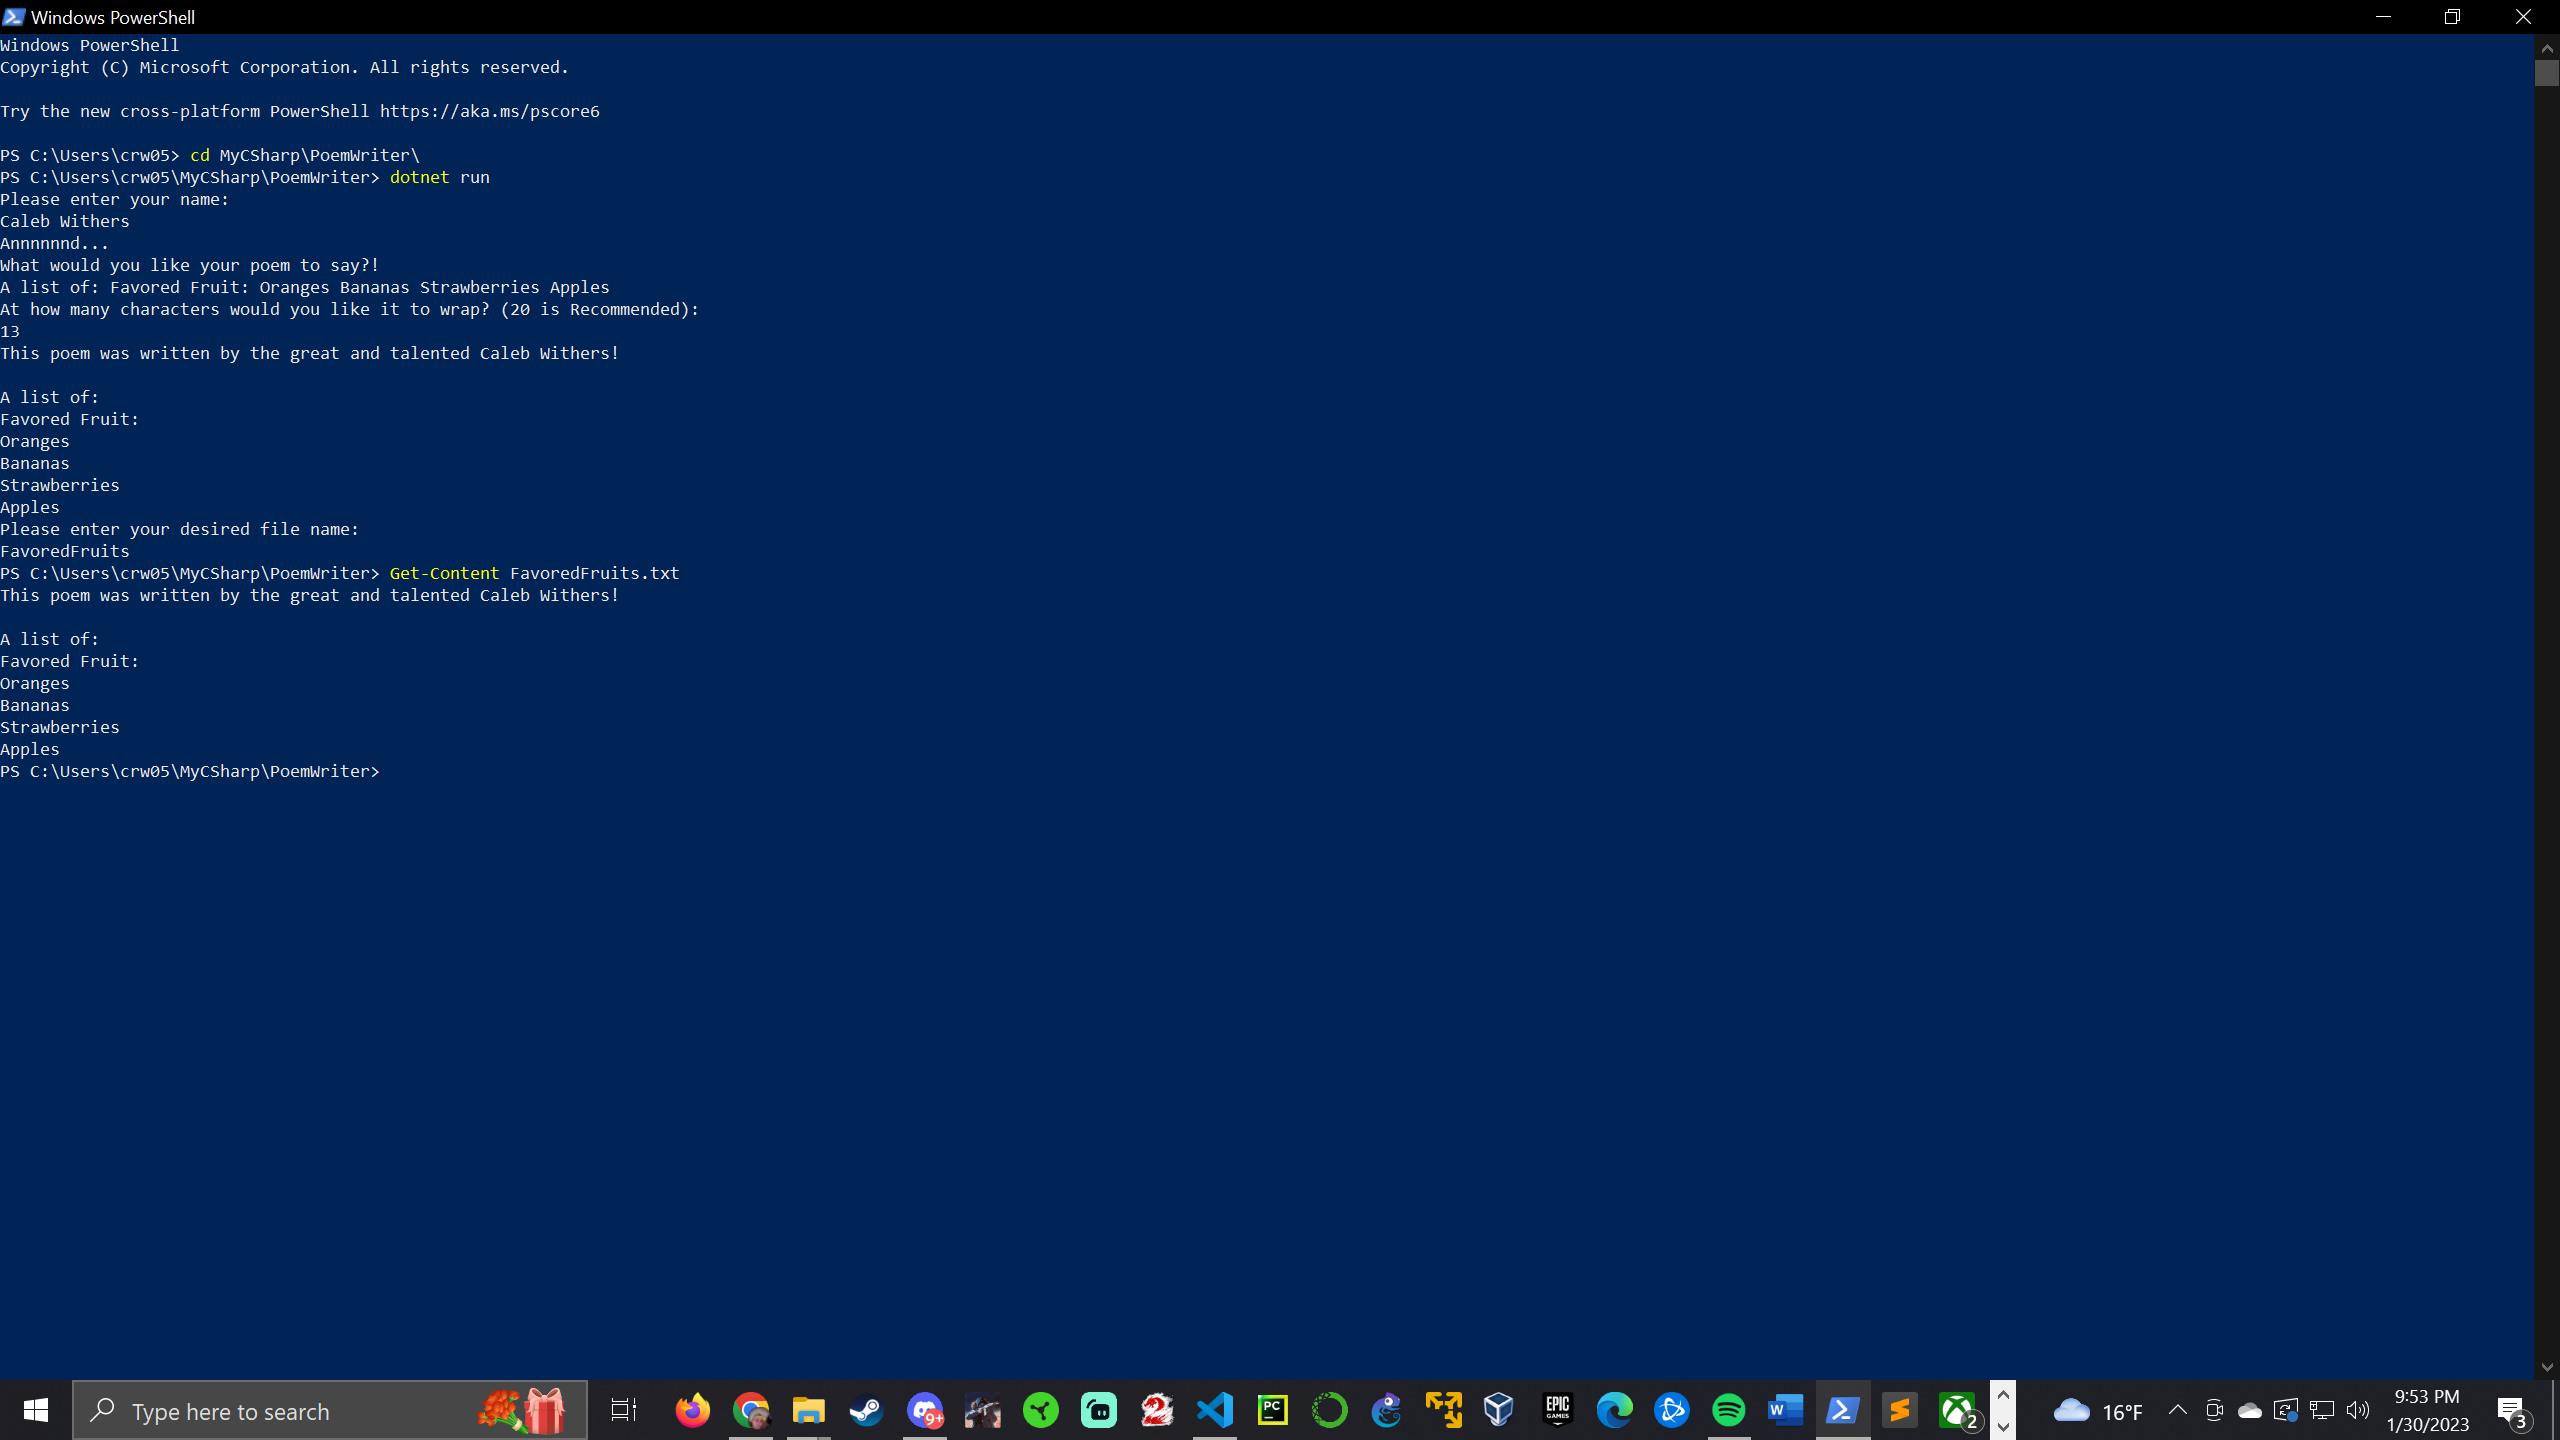 Windows PowerShell
Windows PowerShell
Copyright (C) Microsoft Corporation. All rights reserved.
Try the new cross-platform PowerShell https://aka.ms/pscore6
PS C:\Users\crw05> cd MyCSharp\PoemWriter\
PS C:\Users\crw05\MyCSharp\PoemWriter> dotnet run
Please enter your name:
Caleb Withers
Annnnnnd...
What would you like your poem to say?!
A list of: Favored Fruit: Oranges Bananas Strawberries Apples
At how many characters would you like it to wrap? (20 is Recommended):
13
This poem was written by the great and talented Caleb Withers!
A list of:
Favored Fruit:
Oranges
Bananas
Strawberries
Apples
Please enter your desired file name:
FavoredFruits
PS C:\Users\crw05\MyCSharp\PoemWriter> Get-Content FavoredFruits.txt
This poem was written by the great and talented Caleb Withers!
A list of:
Favored Fruit:
Oranges
Bananas
Strawberries
Apples
PS C:\Users\crw05\MyCSharp\PoemWriter>
Type here to search
9+
PC
EPIC
GAMES
W
2
16°F
9:53 PM
1/30/2023
3